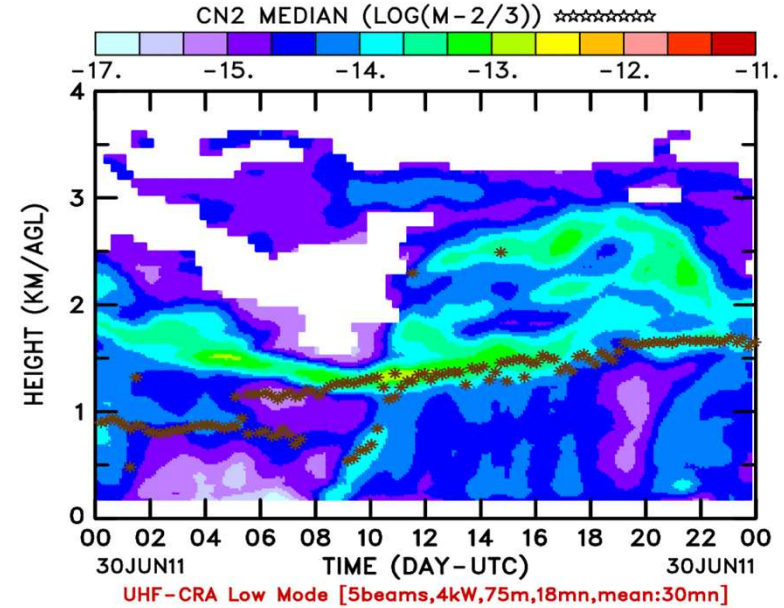 CN2 MEDIAN (LOG(M-2/3)) ☆☆☆☆☆☆☆☆☆
-17. -15. -14. -13. -12. -11.
4
3
2
1
0
HEIGHT (KM/AGL)
00 02 04 06 08 10 12 14 16 18 20 22 00
30JUN11 TIME (DAY-UTC) 30JUN11
UHF-CRA Low Mode [5beams,4kW,75m,18mn,mean:30mn]